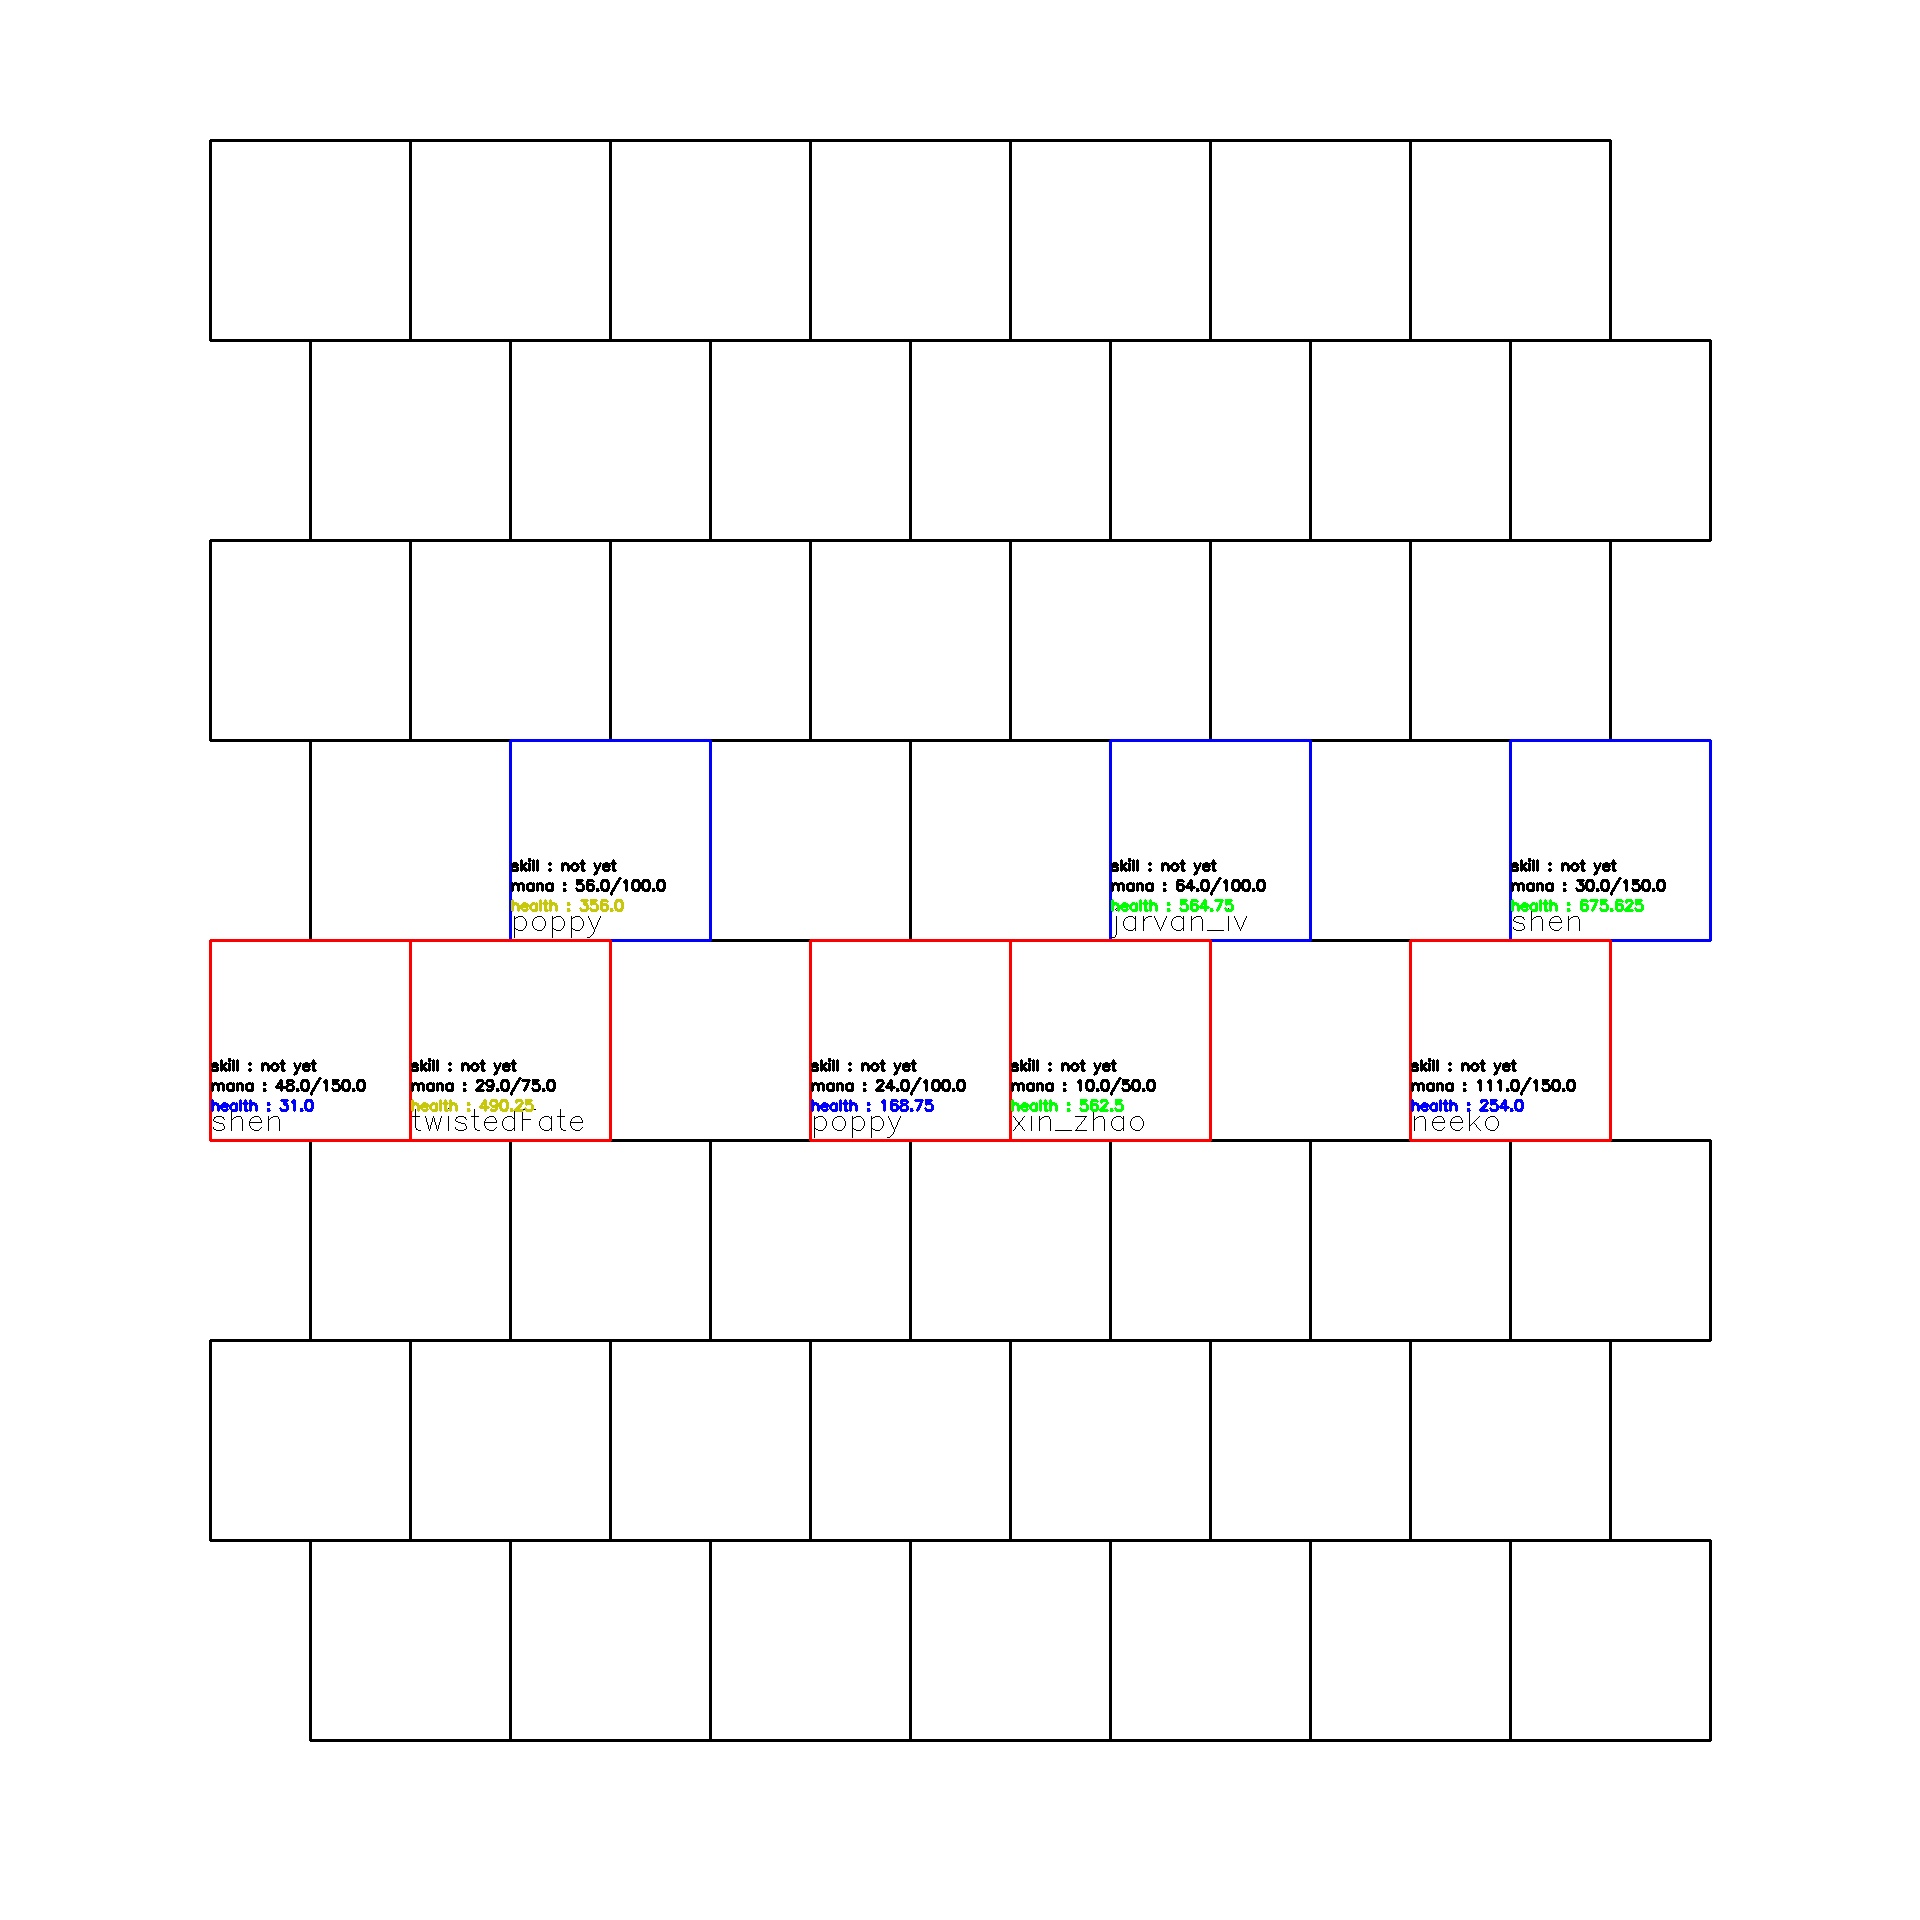 skill : not yet
mana : 56.0/100.0
health : 356.0
poppy
skill : not yet
mana : 64.0/100.0
health : 564.75
jarvan_iv
skill : not yet
mana : 30.0/150.0
health : 675.625
shen
skill : not yet
mana : 48.0/150.0
health : 31.0
shen
skill : not yet
mana : 29.0/75.0
health : 490.25
twistedFate
skill : not yet
mana : 24.0/100.0
health : 168.75
poppy
skill : not yet
mana : 10.0/50.0
health : 562.5
xin_zhao
skill : not yet
mana : 111.0/150.0
health : 254.0
neeko